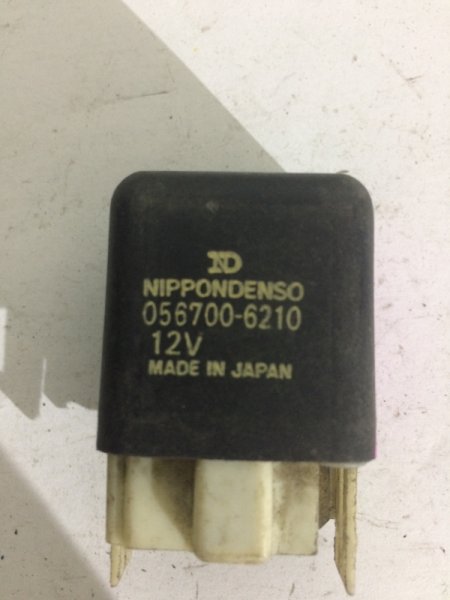 ND
NIPPONDENSO
056700-6210
12V
MADE IN JAPAN